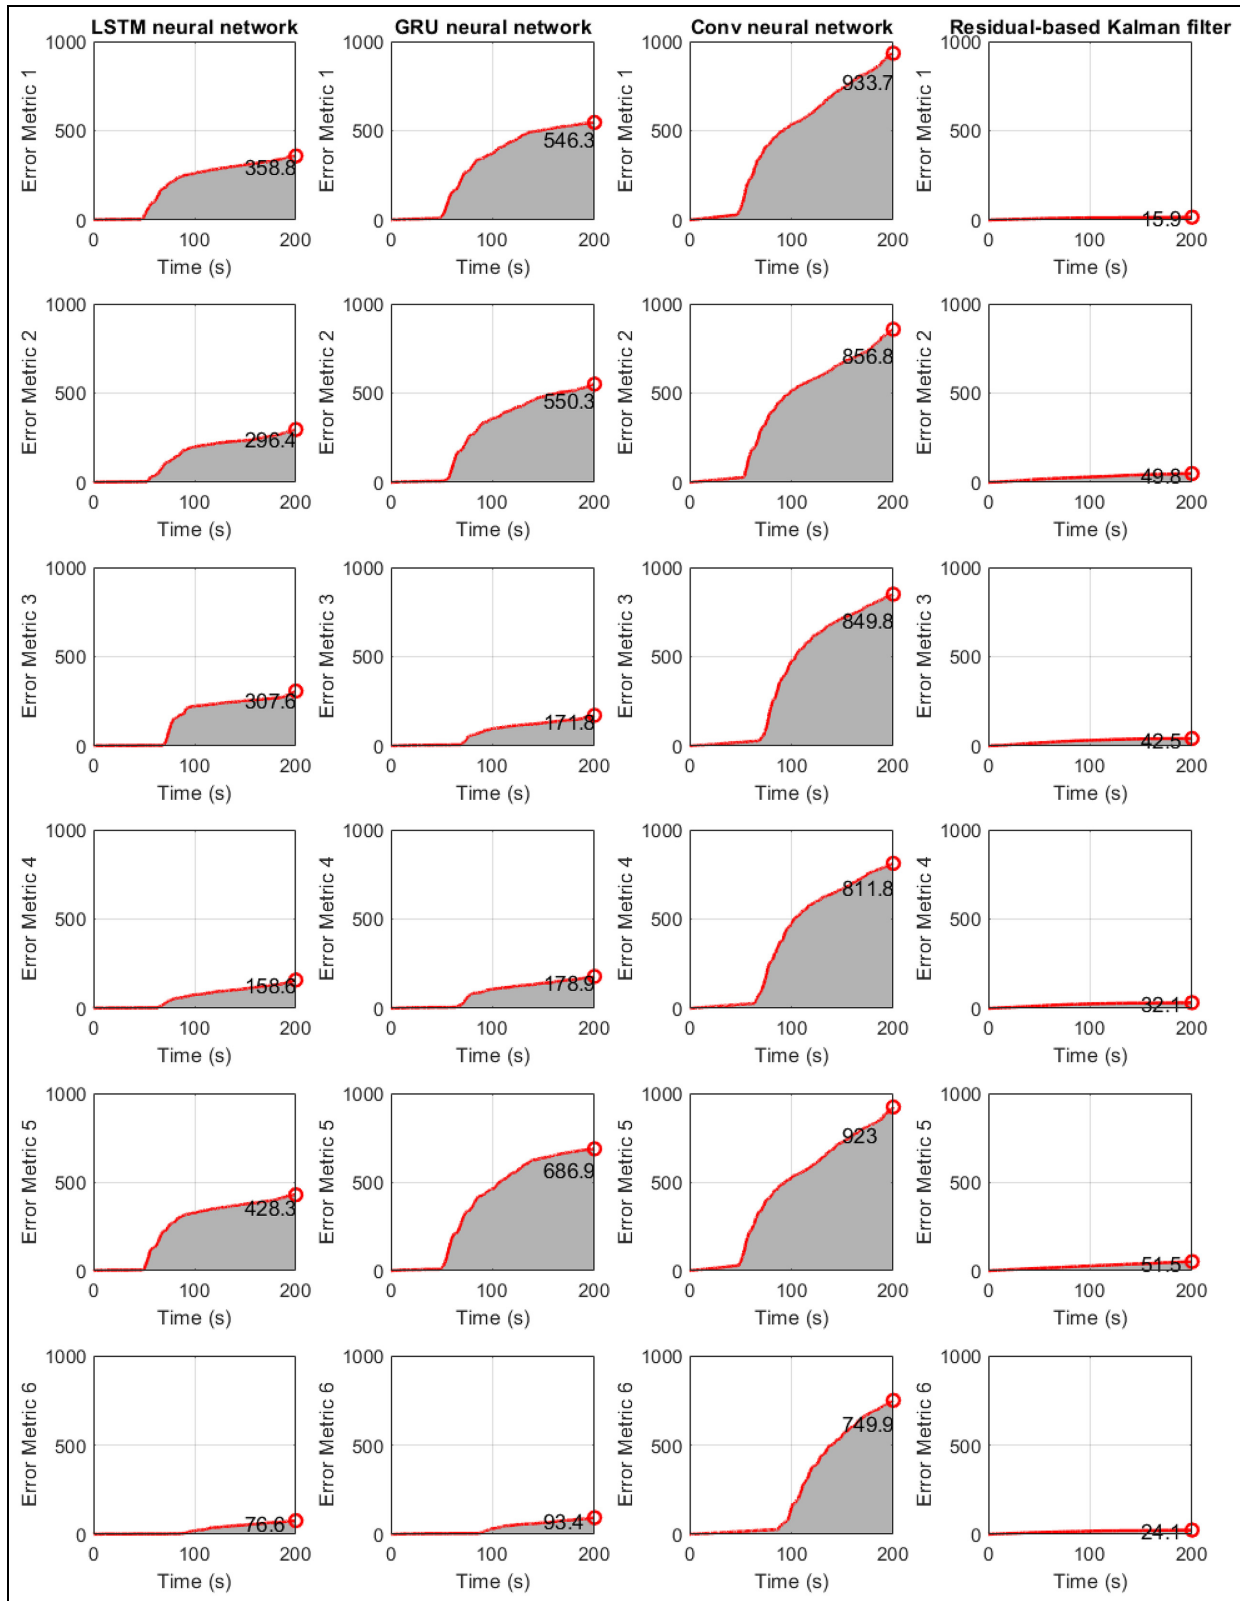 LSTM neural network GRU neural network Conv neural network Residual-based Kalman filter
Error Metric 1 1000 500 0 358.8 0 100 200 Time (s)
Error Metric 1 1000 500 0 546.3 0 100 200 Time (s)
Error Metric 1 1000 500 0 933.7 0 100 200 Time (s)
Error Metric 1 1000 500 0 15.9 0 100 200 Time (s)
Error Metric 2 1000 500 0 296.4 0 100 200 Time (s)
Error Metric 2 1000 500 0 550.3 0 100 200 Time (s)
Error Metric 2 1000 500 0 856.8 0 100 200 Time (s)
Error Metric 2 1000 500 0 49.8 0 100 200 Time (s)
Error Metric 3 1000 500 0 307.6 0 100 200 Time (s)
Error Metric 3 1000 500 0 171.8 0 100 200 Time (s)
Error Metric 3 1000 500 0 849.8 0 100 200 Time (s)
Error Metric 3 1000 500 0 42.5 0 100 200 Time (s)
Error Metric 4 1000 500 0 158.6 0 100 200 Time (s)
Error Metric 4 1000 500 0 178.9 0 100 200 Time (s)
Error Metric 4 1000 500 0 811.8 0 100 200 Time (s)
Error Metric 4 1000 500 0 32.1 0 100 200 Time (s)
Error Metric 5 1000 500 0 428.3 0 100 200 Time (s)
Error Metric 5 1000 500 0 686.9 0 100 200 Time (s)
Error Metric 5 1000 500 0 923 0 100 200 Time (s)
Error Metric 5 1000 500 0 51.5 0 100 200 Time (s)
Error Metric 6 1000 500 0 76.6 0 100 200 Time (s)
Error Metric 6 1000 500 0 93.4 0 100 200 Time (s)
Error Metric 6 1000 500 0 749.9 0 100 200 Time (s)
Error Metric 6 1000 500 0 24.1 0 100 200 Time (s)